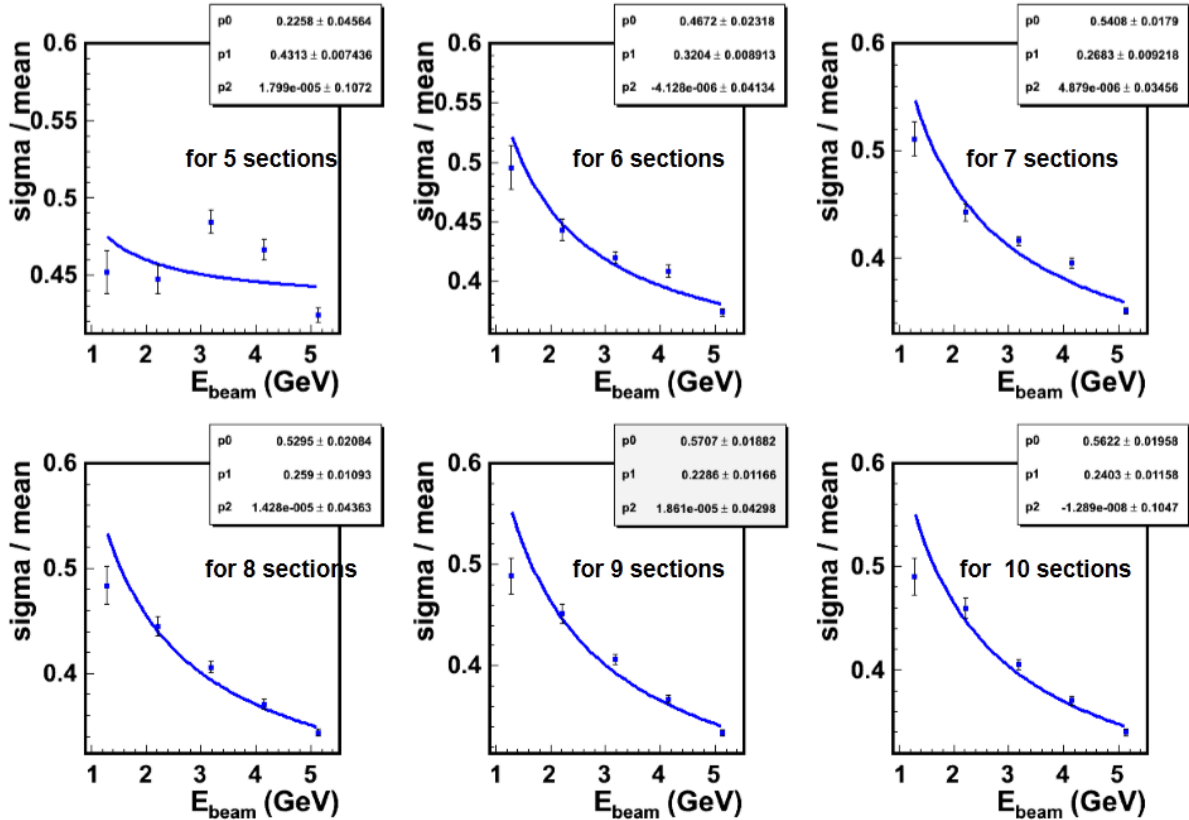 p0 0.2258 ± 0.04564
p1 0.4313 ± 0.007436
p2 1.799e-005 ± 0.1072
0.6
0.55
0.5
0.45
sigma / mean
for 5 sections
1 2 3 4 5
E_beam (GeV)
p0 0.4672 ± 0.02318
p1 0.3204 ± 0.008913
p2 -4.128e-006 ± 0.04134
0.6
0.55
0.5
0.45
0.4
sigma / mean
for 6 sections
1 2 3 4 5
E_beam (GeV)
p0 0.5408 ± 0.0179
p1 0.2683 ± 0.009218
p2 4.879e-006 ± 0.03456
0.6
0.5
0.4
sigma / mean
for 7 sections
1 2 3 4 5
E_beam (GeV)
p0 0.5295 ± 0.02084
p1 0.259 ± 0.01093
p2 1.428e-005 ± 0.04363
0.6
0.5
0.4
sigma / mean
for 8 sections
1 2 3 4 5
E_beam (GeV)
p0 0.5707 ± 0.01882
p1 0.2286 ± 0.01166
p2 1.861e-005 ± 0.04298
0.6
0.5
0.4
sigma / mean
for 9 sections
1 2 3 4 5
E_beam (GeV)
p0 0.5622 ± 0.01958
p1 0.2403 ± 0.01158
p2 -1.289e-008 ± 0.1047
0.6
0.5
0.4
sigma / mean
for 10 sections
1 2 3 4 5
E_beam (GeV)